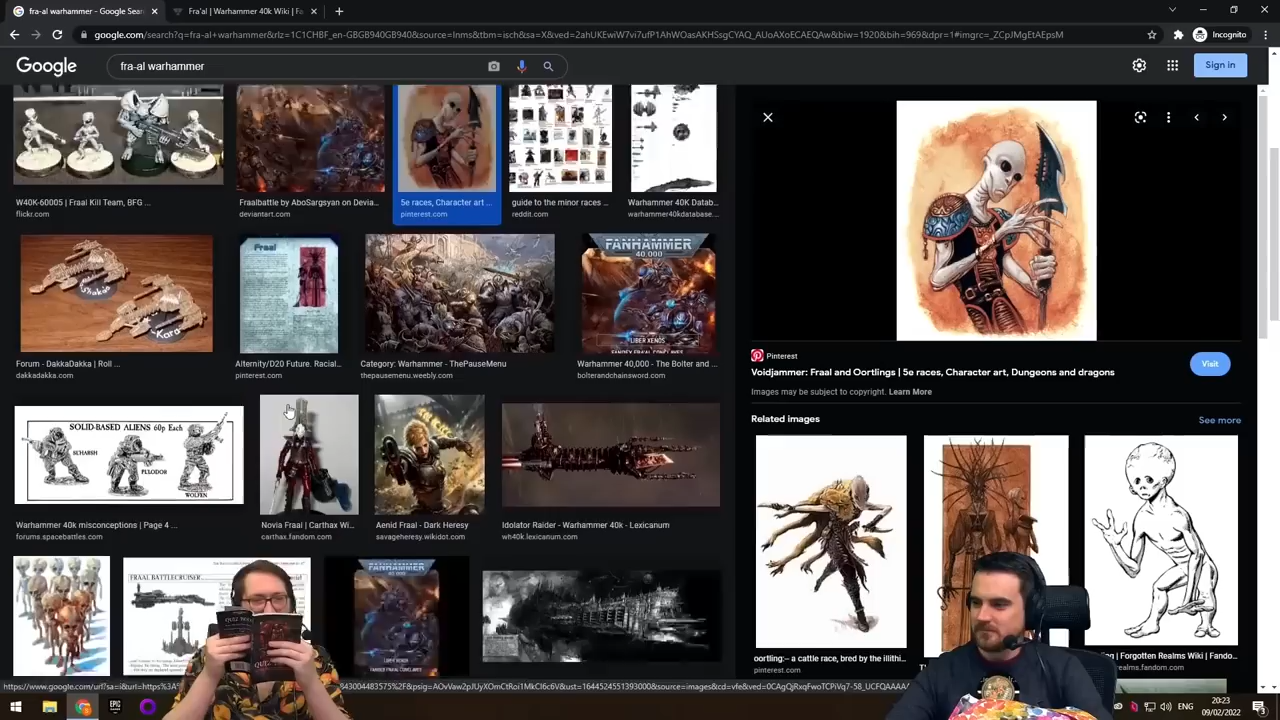 fra-al warhammer - Google Searc
Fra'al | Warhammer 40k Wiki | Fa
google.com/search?q=fra-al+warhammer&rlz=1C1CHBF_en-GBGB940GB940&source=lnms&tbm=isch&sa=X&ved=2ahUKEwiW7vi7ufP1AhWOasAKHSsgCYAQ_AUoAXoECAEQAw&biw=1920&bih=969&dpr=1#imgrc=_ZCpJMgEtAEpsM
Incognito
Google
fra-al warhammer
Sign in
W40K-60005 | Fraal Kill Team, BFG ...
flickr.com
Fraalbattle by AboSargsyan on Devia...
deviantart.com
5e races, Character art ...
pinterest.com
guide to the minor races ...
reddit.com
Warhammer 40K Datab...
warhammer40kdatabase....
Fraal
FANHAMMER
40,000
LIBER XENOS
Forum - DakkaDakka | Roll ...
dakkadakka.com
Alternity/D20 Future. Racial...
pinterest.com
Category: Warhammer - ThePauseMenu
thepausemenu.weebly.com
Warhammer 40,000 - The Bolter and ...
bolterandchainsword.com
Pinterest
Voidjammer: Fraal and Oortlings | 5e races, Character art, Dungeons and dragons
Images may be subject to copyright. Learn More
Visit
Related images
See more
SOLID-BASED ALIENS 60p Each
PLLODOR
WOLFEN
Warhammer 40k misconceptions | Page 4 ...
forums.spacebattles.com
Novia Fraal | Carthax Wi...
carthax.fandom.com
Aenid Fraal - Dark Heresy
savageheresy.wikidot.com
Idolator Raider - Warhammer 40k - Lexicanum
wh40k.lexicanum.com
FRAAL BATTLECRUISER
FANHAMMER
40,000
oortling:-- a cattle race, bred by the illithi...
pinterest.com
| Forgotten Realms Wiki | Fando...
realms.fandom.com
20:23
09/02/2022